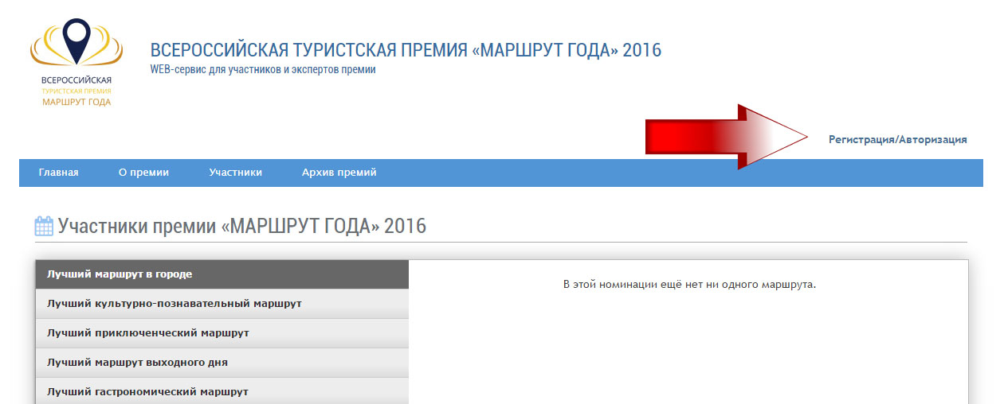 ВСЕРОССИЙСКАЯ
ТУРИСТСКАЯ ПРЕМИЯ
МАРШРУТ ГОДА
ВСЕРОССИЙСКАЯ ТУРИСТСКАЯ ПРЕМИЯ «МАРШРУТ ГОДА» 2016
WEB-сервис для участников и экспертов премии
Регистрация/Авторизация
Главная О премии Участники Архив премий
Участники премии «МАРШРУТ ГОДА» 2016
Лучший маршрут в городе
В этой номинации ещё нет ни одного маршрута.
Лучший культурно-познавательный маршрут
Лучший приключенческий маршрут
Лучший маршрут выходного дня
Лучший гастрономический маршрут